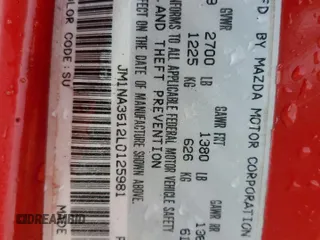 FD. BY MAZDA MOTOR CORPORATION
GVWR GAWR FRT GAWR RR
2700 LB 1380 LB
1225 KG 626 KG
TO ALL APPLICABLE FEDERAL MOTOR VEHICLE SAFETY
AND THEFT PREVENTION
ON THE DATE OF MANUFACTURE SHOWN ABOVE.
JM1NA3512L0125981
COLOR CODE:SU
MADE
DREAMBID